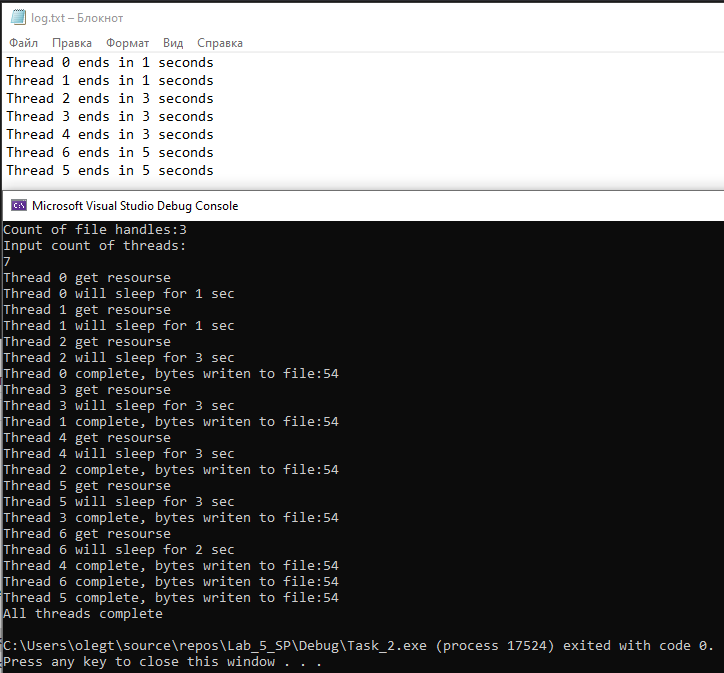 log.txt – Блокнот
Файл Правка Формат Вид Справка
Thread 0 ends in 1 seconds
Thread 1 ends in 1 seconds
Thread 2 ends in 3 seconds
Thread 3 ends in 3 seconds
Thread 4 ends in 3 seconds
Thread 6 ends in 5 seconds
Thread 5 ends in 5 seconds
C:\ Microsoft Visual Studio Debug Console
Count of file handles:3
Input count of threads:
7
Thread 0 get resourse
Thread 0 will sleep for 1 sec
Thread 1 get resourse
Thread 1 will sleep for 1 sec
Thread 2 get resourse
Thread 2 will sleep for 3 sec
Thread 0 complete, bytes writen to file:54
Thread 3 get resourse
Thread 3 will sleep for 3 sec
Thread 1 complete, bytes writen to file:54
Thread 4 get resourse
Thread 4 will sleep for 3 sec
Thread 2 complete, bytes writen to file:54
Thread 5 get resourse
Thread 5 will sleep for 3 sec
Thread 3 complete, bytes writen to file:54
Thread 6 get resourse
Thread 6 will sleep for 2 sec
Thread 4 complete, bytes writen to file:54
Thread 6 complete, bytes writen to file:54
Thread 5 complete, bytes writen to file:54
All threads complete
C:\Users\olegt\source\repos\Lab_5_SP\Debug\Task_2.exe (process 17524) exited with code 0.
Press any key to close this window . . .